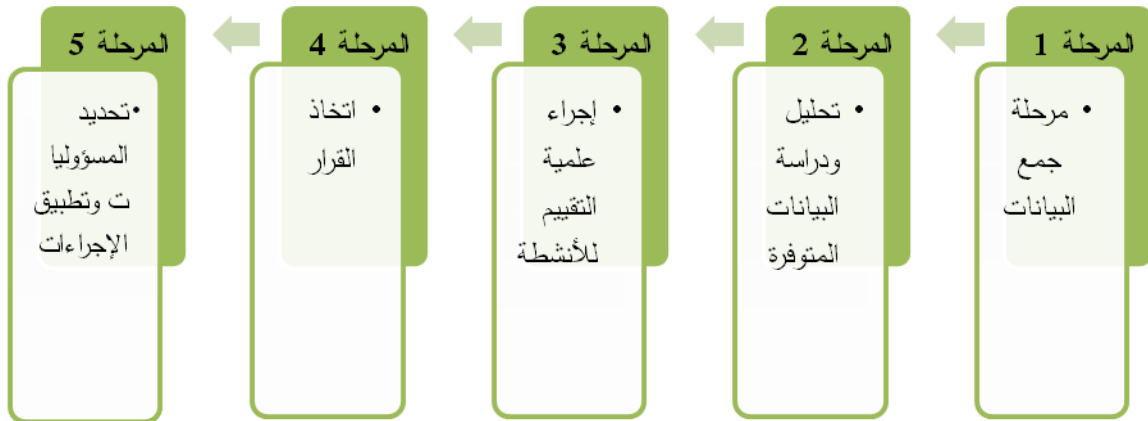 المرحلة 1
• مرحلة
جمع
البيانات
المرحلة 2
• تحليل
ودراسة
البيانات
المتوفرة
المرحلة 3
• إجراء
علمية
التقييم
للأنشطة
المرحلة 4
• اتخاذ
القرار
المرحلة 5
•تحديد
المسؤوليا
ت وتطبيق
الإجراءات